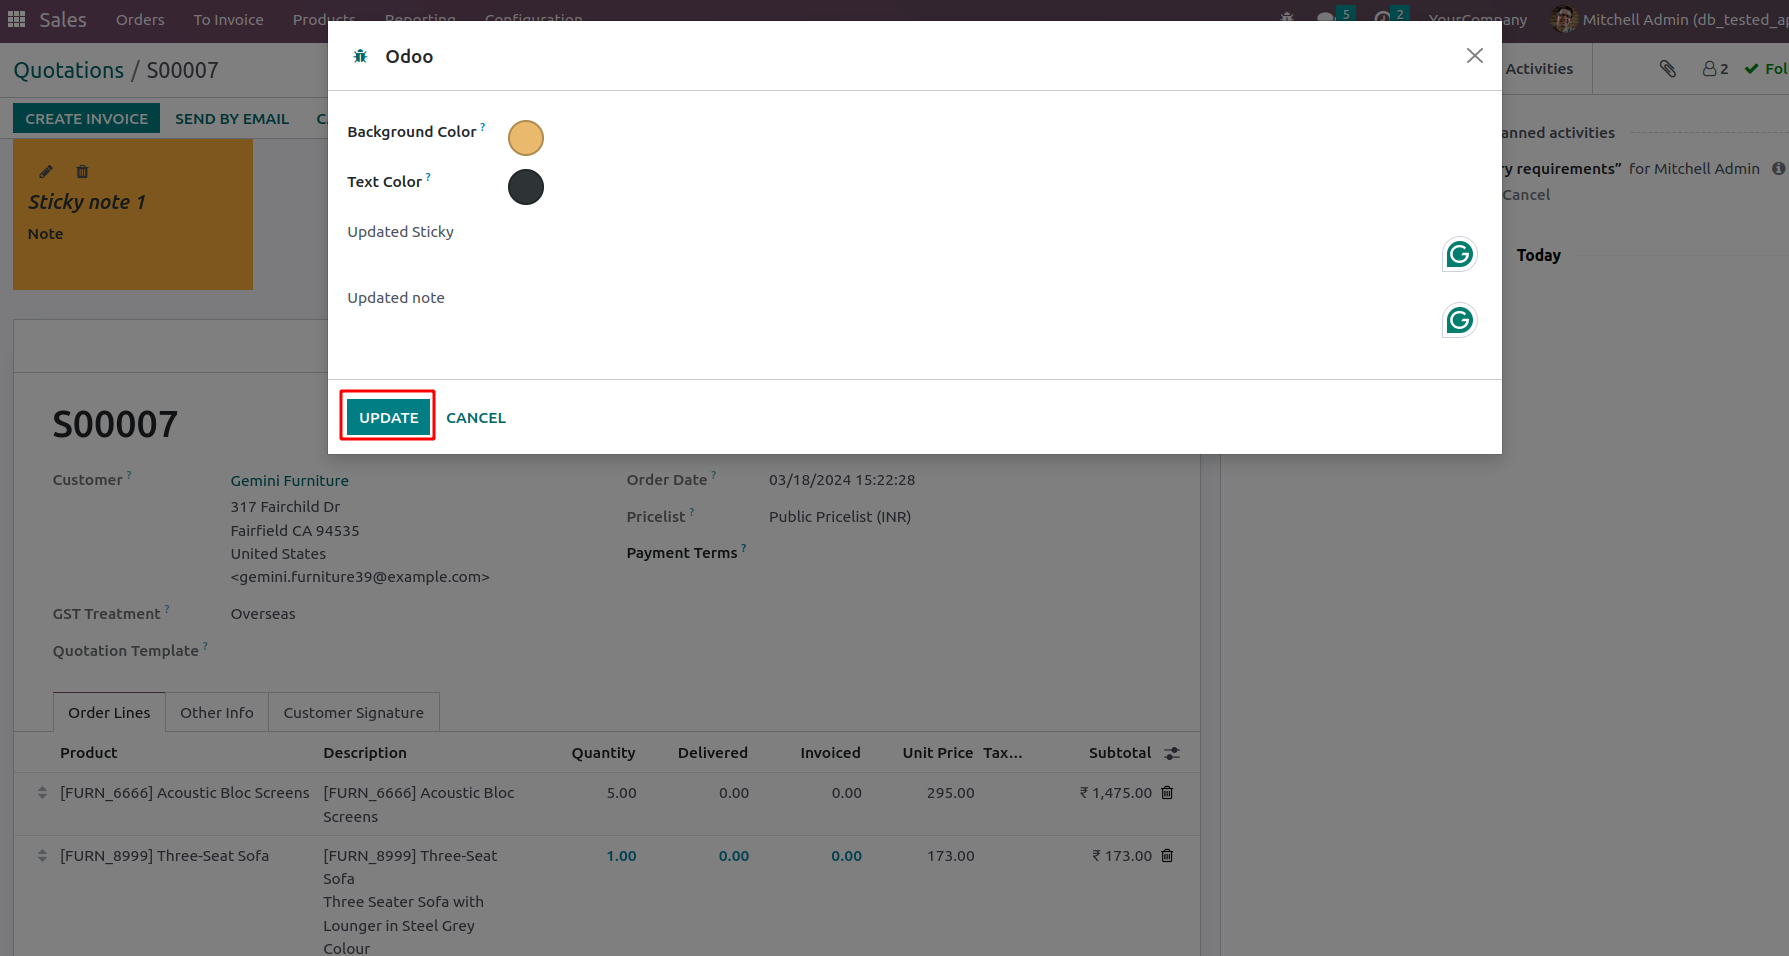 Sales Orders To Invoice Products Reporting Configuration 5 2 YourCompany Mitchell Admin (db_tested_ap
Odoo
Quotations / S00007
Activities 2 Fol
CREATE INVOICE SEND BY EMAIL
Background Color ?
Text Color ?
Updated Sticky
Updated note
UPDATE CANCEL
Sticky note 1
Note
anned activities
ry requirements” for Mitchell Admin
Cancel
Today
S00007
Customer ? Gemini Furniture
317 Fairchild Dr
Fairfield CA 94535
United States
<gemini.furniture39@example.com>
GST Treatment ? Overseas
Quotation Template ?
Order Date ? 03/18/2024 15:22:28
Pricelist ? Public Pricelist (INR)
Payment Terms ?
Order Lines Other Info Customer Signature
Product Description Quantity Delivered Invoiced Unit Price Tax... Subtotal
[FURN_6666] Acoustic Bloc Screens [FURN_6666] Acoustic Bloc 5.00 0.00 0.00 295.00 ₹ 1,475.00
Screens
[FURN_8999] Three-Seat Sofa [FURN_8999] Three-Seat 1.00 0.00 0.00 173.00 ₹ 173.00
Sofa
Three Seater Sofa with
Lounger in Steel Grey
Colour